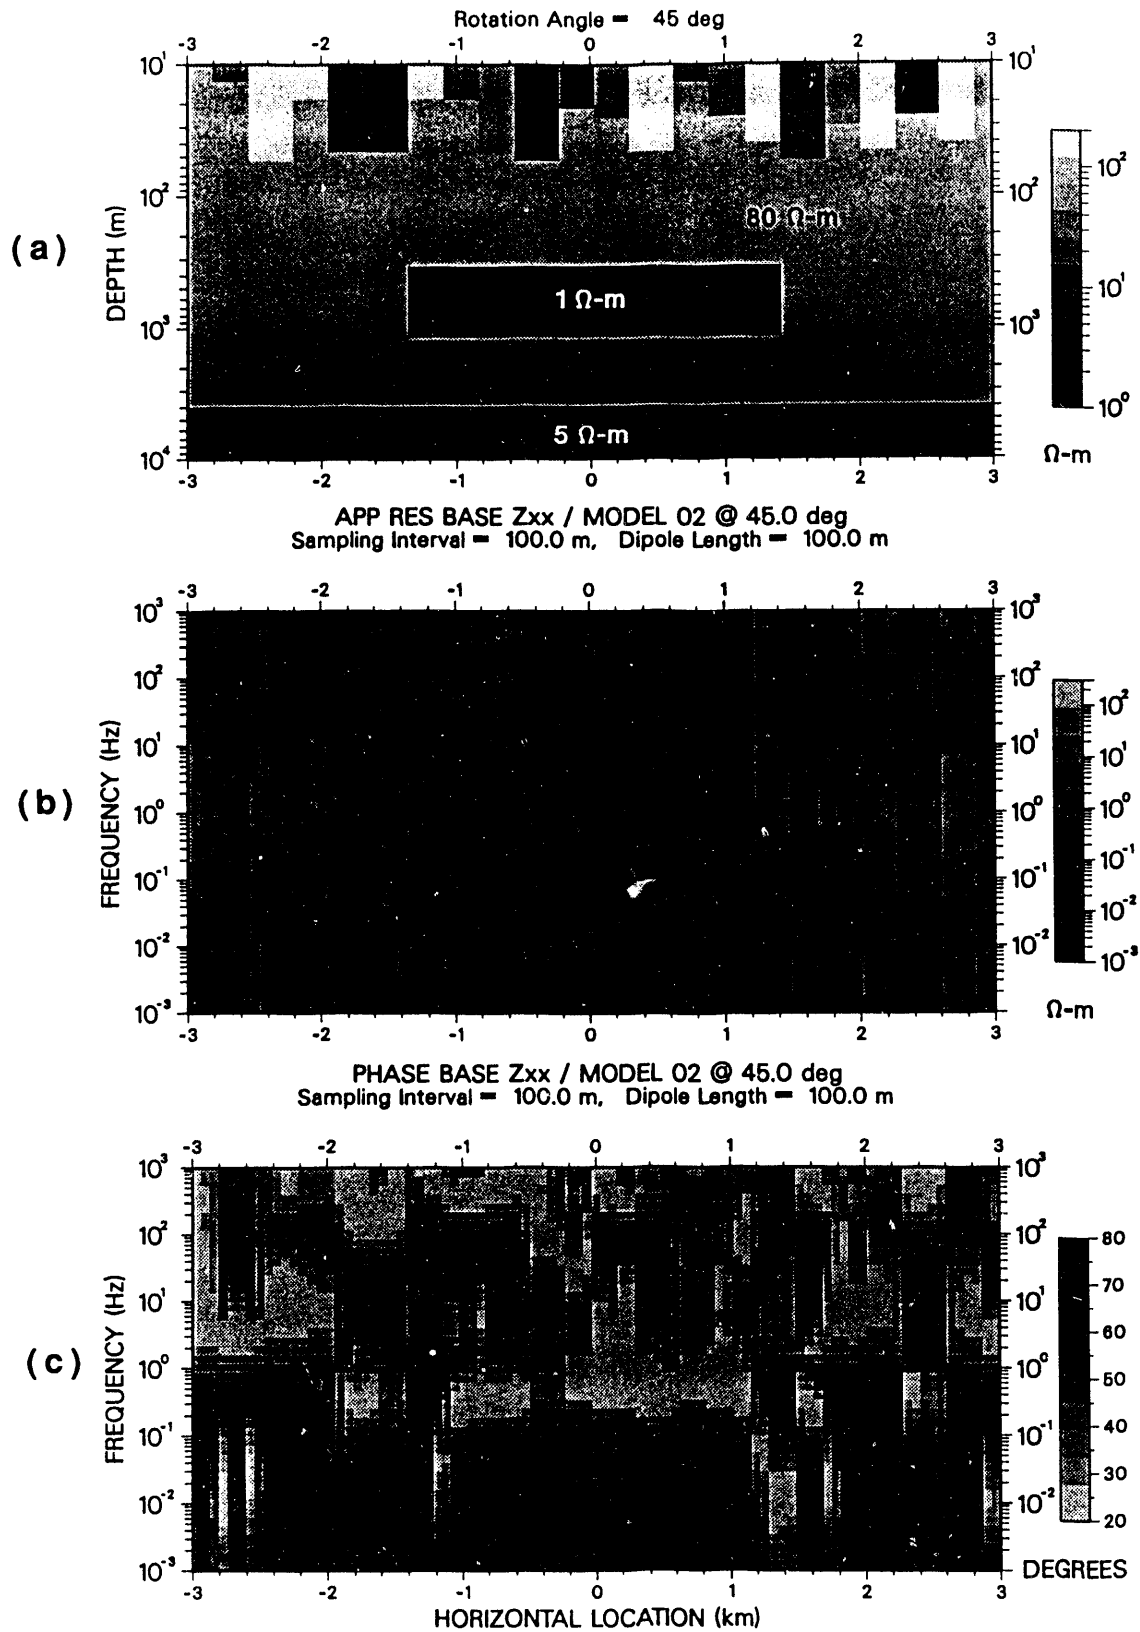 Rotation Angle = 45 deg
-3 -2 -1 0 1 2 3
10¹ 10² 10³ 10⁴
DEPTH (m)
(a)
80 Ω-m
1 Ω-m
5 Ω-m
10¹ 10² 10³
10² 10¹ 10⁰
Ω-m
-3 -2 -1 0 1 2 3
APP RES BASE Zxx / MODEL 02 @ 45.0 deg
Sampling Interval = 100.0 m, Dipole Length = 100.0 m
-3 -2 -1 0 1 2 3
10³ 10² 10¹ 10⁰ 10⁻¹ 10⁻² 10⁻³
FREQUENCY (Hz)
(b)
10³ 10² 10¹ 10⁰ 10⁻¹ 10⁻²
10² 10¹ 10⁰ 10⁻¹ 10⁻² 10⁻³
Ω-m
-3 -2 -1 0 1 2 3
PHASE BASE Zxx / MODEL 02 @ 45.0 deg
Sampling Interval = 100.0 m, Dipole Length = 100.0 m
-3 -2 -1 0 1 2 3
10³ 10² 10¹ 10⁰ 10⁻¹ 10⁻² 10⁻³
FREQUENCY (Hz)
(c)
10³ 10² 10¹ 10⁰ 10⁻¹ 10⁻²
80 70 60 50 40 30 20
DEGREES
-3 -2 -1 0 1 2 3
HORIZONTAL LOCATION (km)